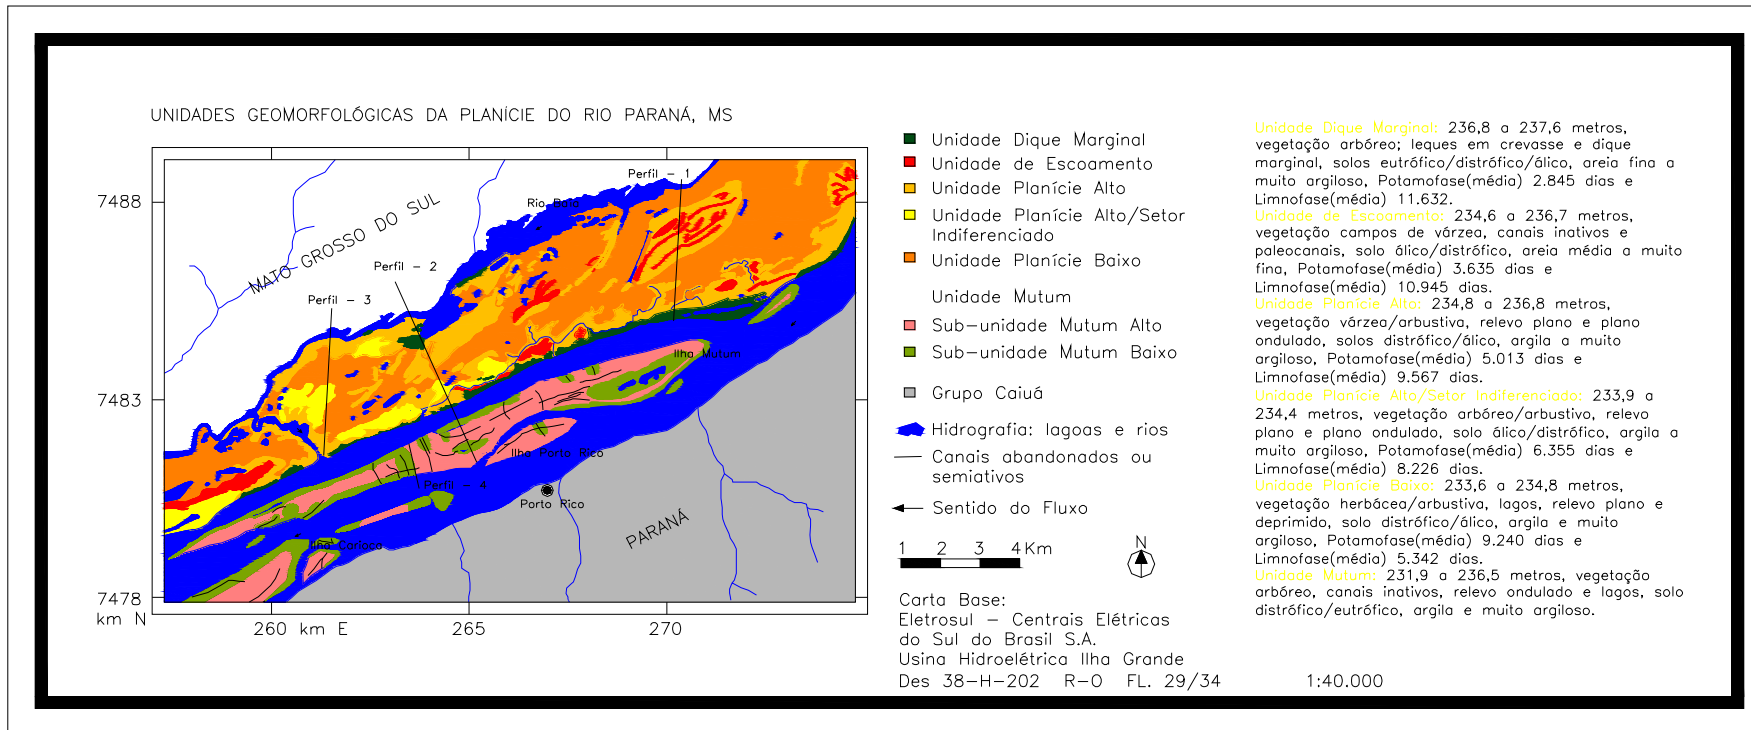 UNIDADES GEOMORFOLÓGICAS DA PLANÍCIE DO RIO PARANÁ, MS
7488
7483
7478
km N
260 km E
265
270
MATO GROSSO DO SUL
Rio Baio
Perfil - 1
Perfil - 2
Perfil - 3
Perfil - 4
Ilha Mutum
Ilha Porto Rico
Porto Rico
Ilha Carioca
PARANÁ
Unidade Dique Marginal
Unidade de Escoamento
Unidade Planície Alto
Unidade Planície Alto/Setor
Indiferenciado
Unidade Planície Baixo
Unidade Mutum
Sub-unidade Mutum Alto
Sub-unidade Mutum Baixo
Grupo Caiuá
Hidrografia: lagoas e rios
Canais abandonados ou
semiativos
Sentido do Fluxo
1 2 3 4 Km
N
Carta Base:
Eletrosul - Centrais Elétricas
do Sul do Brasil S.A.
Usina Hidroelétrica Ilha Grande
Des 38-H-202 R-O FL. 29/34 1:40.000
Unidade Dique Marginal: 236,8 a 237,6 metros,
vegetação arbóreo; leques em crevasse e dique
marginal, solos eutrófico/distrófico/álico, areia fina a
muito argiloso, Potamofase(média) 2.845 dias e
Limnofase(média) 11.632.
Unidade de Escoamento: 234,6 a 236,7 metros,
vegetação campos de várzea, canais inativos e
paleocanais, solo álico/distrófico, areia média a muito
fina, Potamofase(média) 3.635 dias e
Limnofase(média) 10.945 dias.
Unidade Planície Alto: 234,8 a 236,8 metros,
vegetação várzea/arbustiva, relevo plano e plano
ondulado, solos distrófico/álico, argila a muito
argiloso, Potamofase(média) 5.013 dias e
Limnofase(média) 9.567 dias.
Unidade Planície Alto/Setor Indiferenciado: 233,9 a
234,4 metros, vegetação arbóreo/arbustivo, relevo
plano e plano ondulado, solo álico/distrófico, argila a
muito argiloso, Potamofase(média) 6.355 dias e
Limnofase(média) 8.226 dias.
Unidade Planície Baixo: 233,6 a 234,8 metros,
vegetação herbácea/arbustiva, lagos, relevo plano e
deprimido, solo distrófico/álico, argila e muito
argiloso, Potamofase(média) 9.240 dias e
Limnofase(média) 5.342 dias.
Unidade Mutum: 231,9 a 236,5 metros, vegetação
arbóreo, canais inativos, relevo ondulado e lagos, solo
distrófico/eutrófico, argila e muito argiloso.